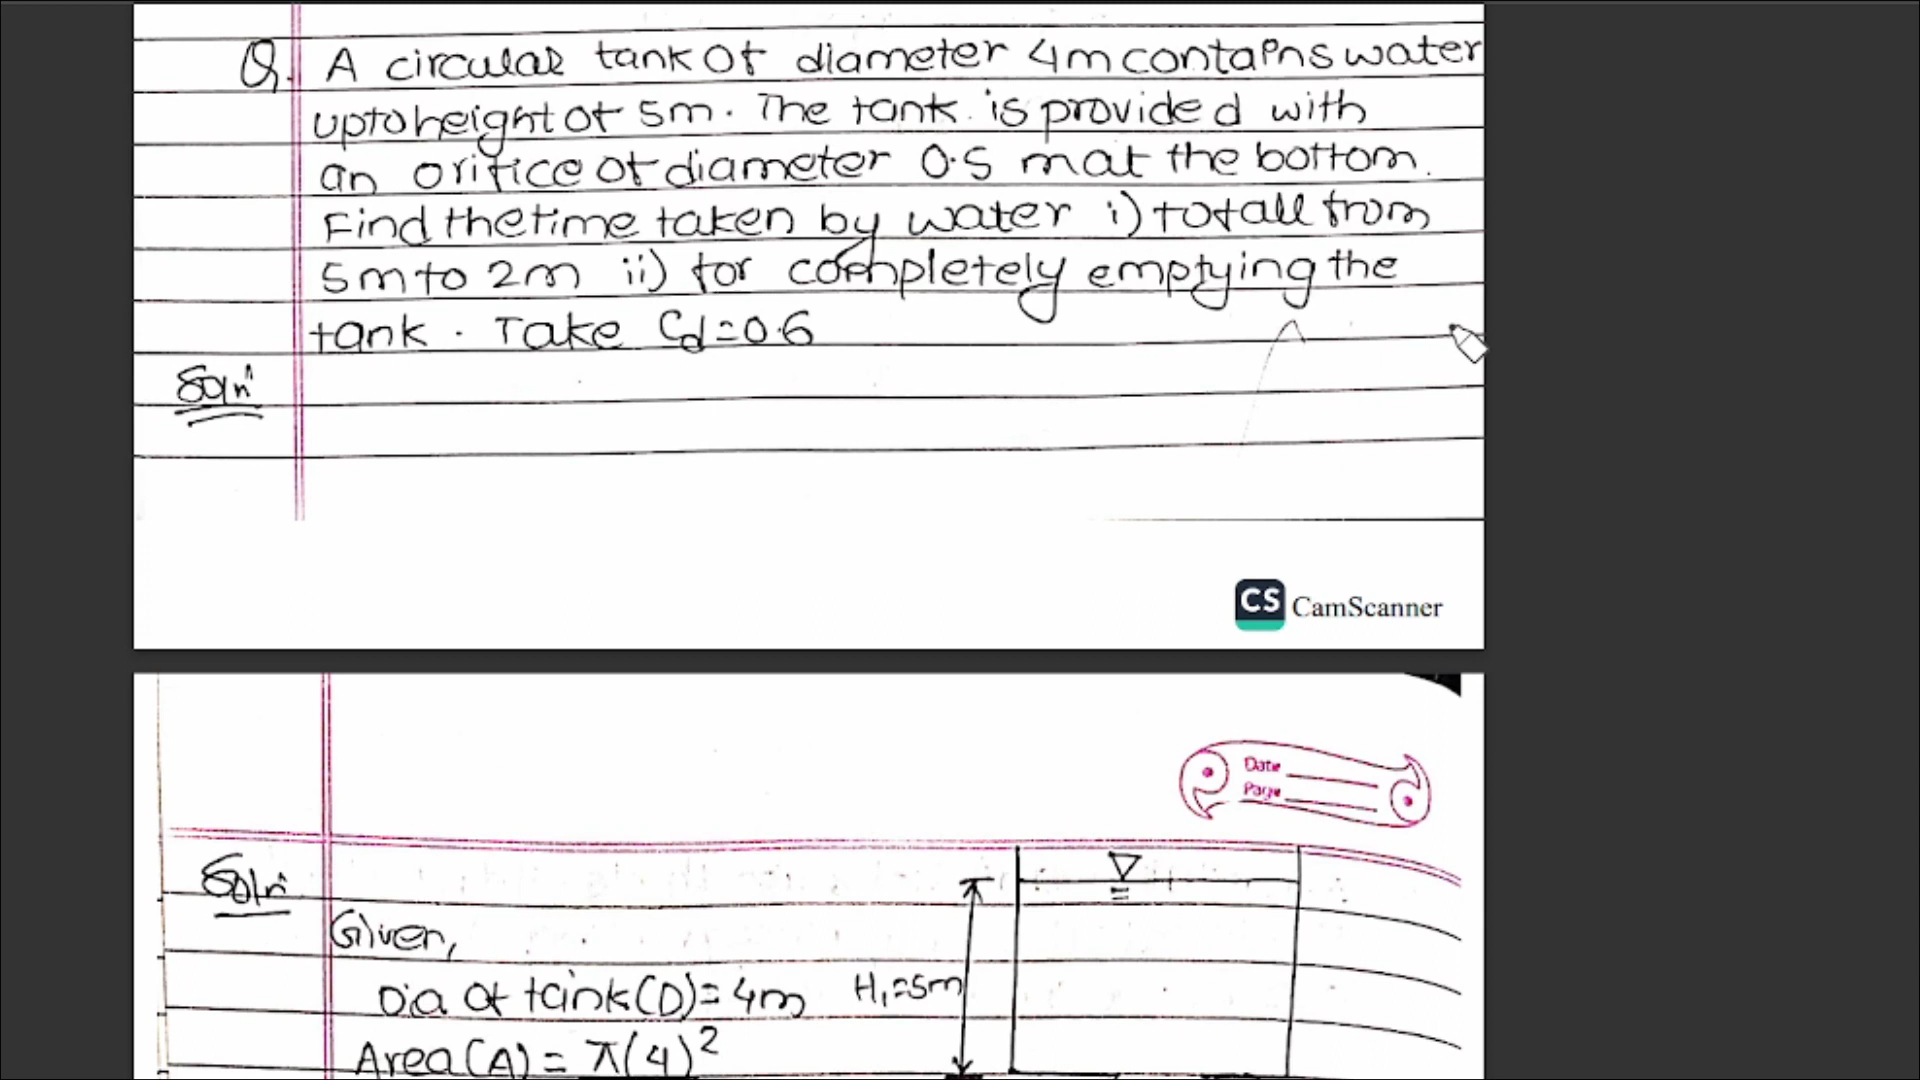 Q. A circular tank of diameter 4m contains water
upto height of 5m. The tank is provided with
an orifice of diameter 0.5 m at the bottom.
Find the time taken by water i) to fall from
5m to 2m ii) for completely emptying the
tank. Take Cd=0.6
Soln
CS CamScanner
Date
Page
Soln
Given,
Dia of tank(D)= 4m H₁=5m
Area(A) = π(4)²